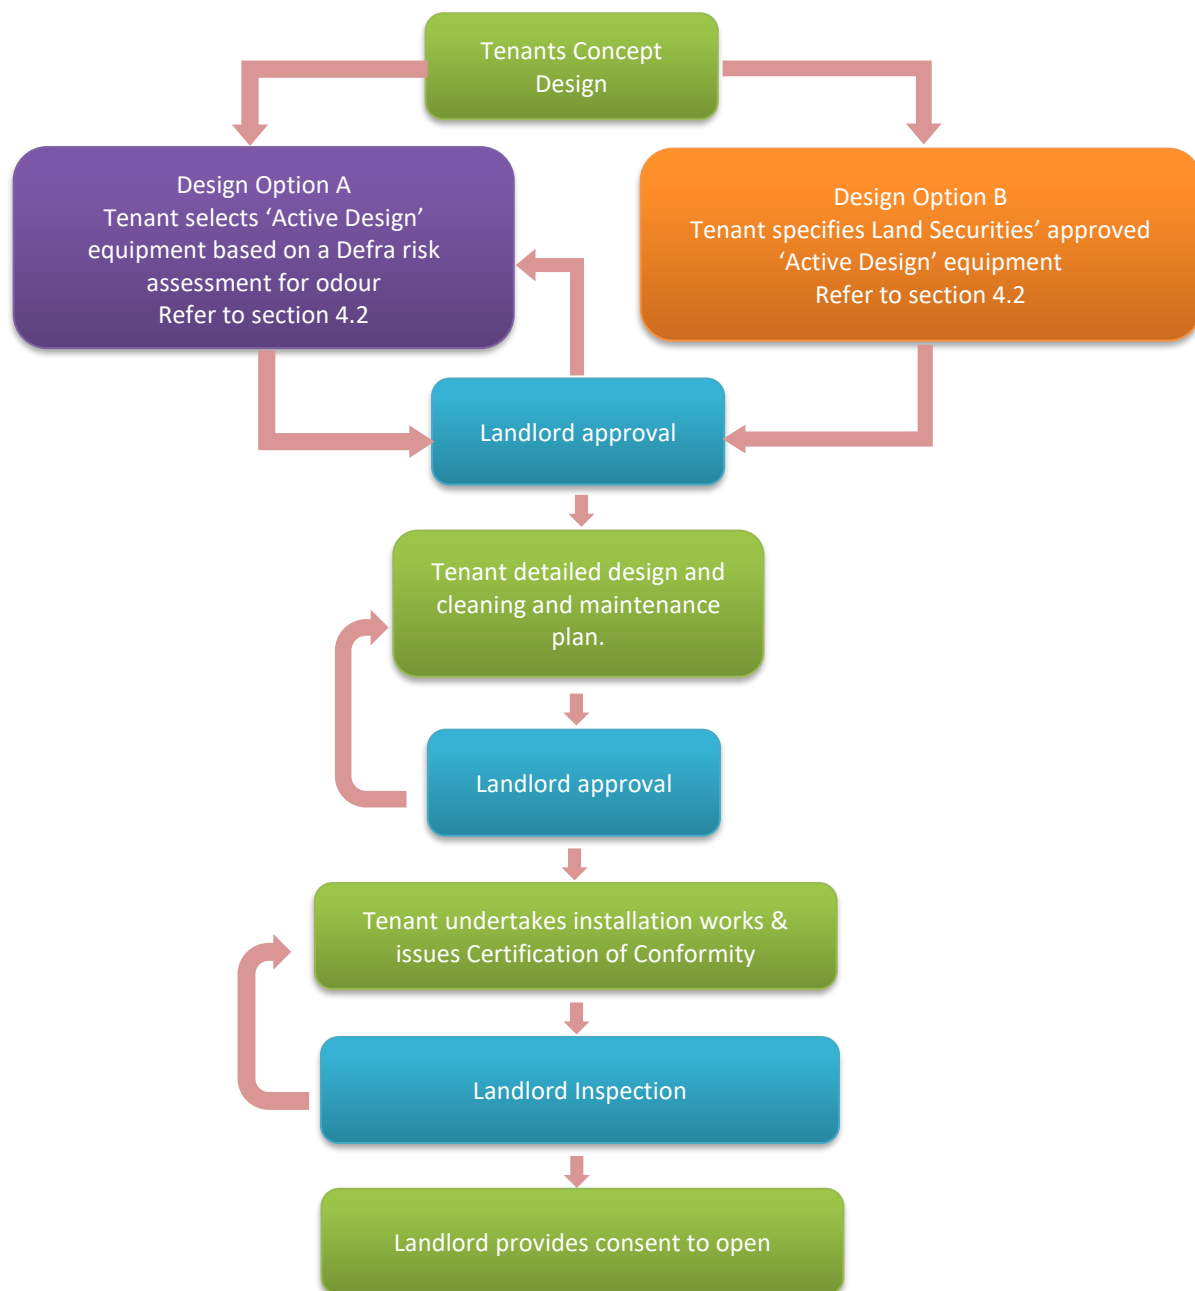 Tenants Concept
Design
Design Option A
Tenant selects ‘Active Design’
equipment based on a Defra risk
assessment for odour
Refer to section 4.2
Design Option B
Tenant specifies Land Securities’ approved
‘Active Design’ equipment
Refer to section 4.2
Landlord approval
Tenant detailed design and
cleaning and maintenance
plan.
Landlord approval
Tenant undertakes installation works &
issues Certification of Conformity
Landlord Inspection
Landlord provides consent to open